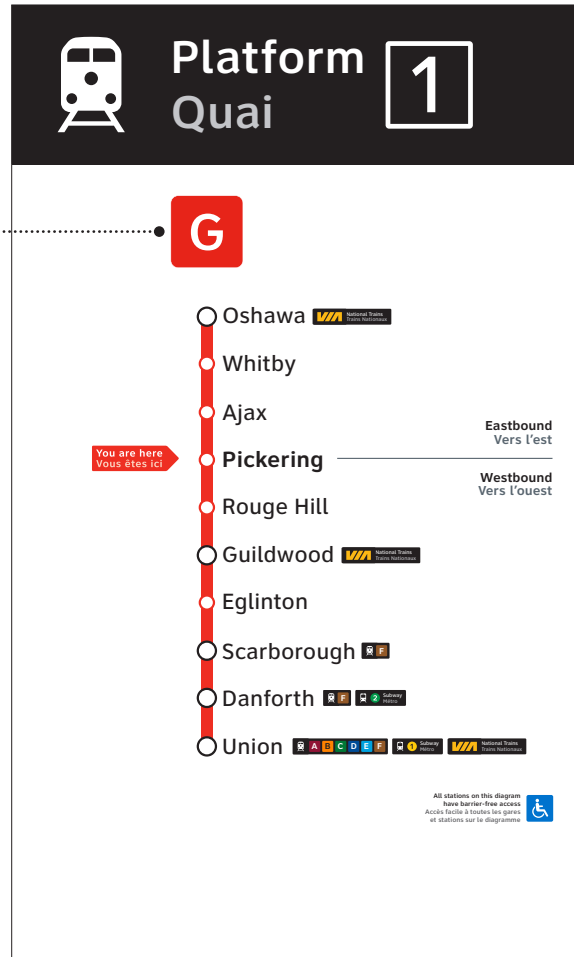 Platform 1
Quai
G
Oshawa VIA National Trains
Trains Nationaux
Whitby
Ajax
Eastbound
Vers l'est
You are here
Vous êtes ici
Pickering
Westbound
Vers l'ouest
Rouge Hill
Guildwood VIA National Trains
Trains Nationaux
Eglinton
Scarborough F
Danforth F 2 Subway
Métro
Union A B C D E F 1 Subway
Métro
VIA National Trains
Trains Nationaux
All stations on this diagram
have barrier-free access
Accès facile à toutes les gares
et stations sur le diagramme